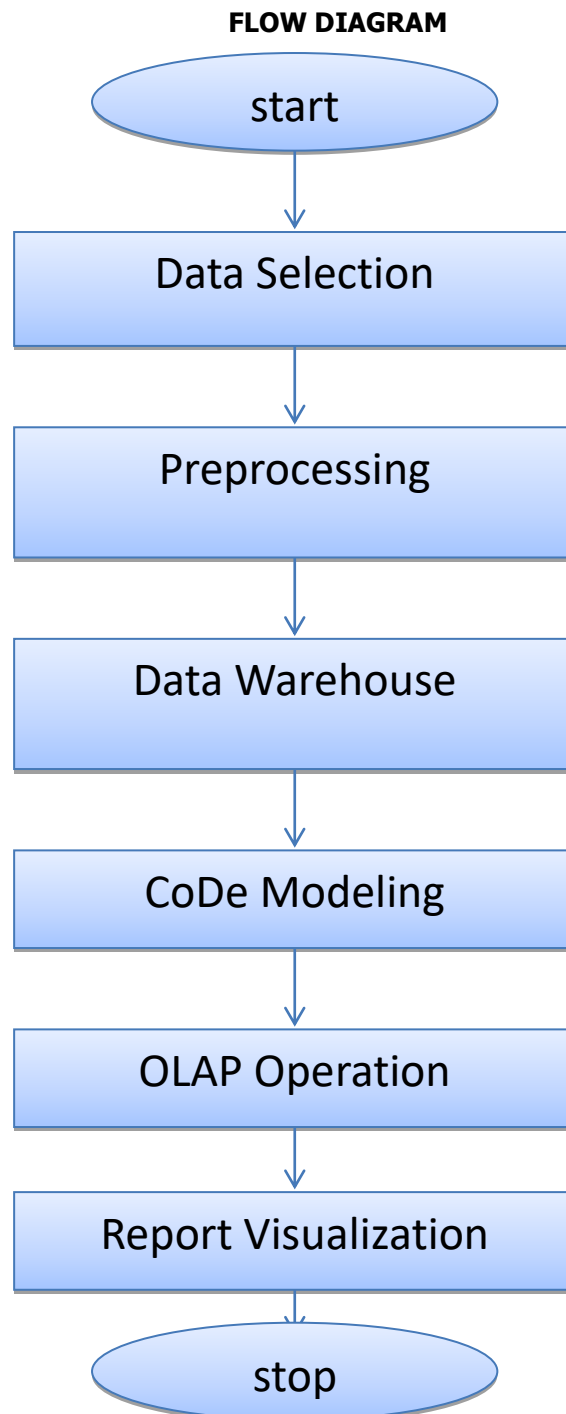 FLOW DIAGRAM
start
Data Selection
Preprocessing
Data Warehouse
CoDe Modeling
OLAP Operation
Report Visualization
stop